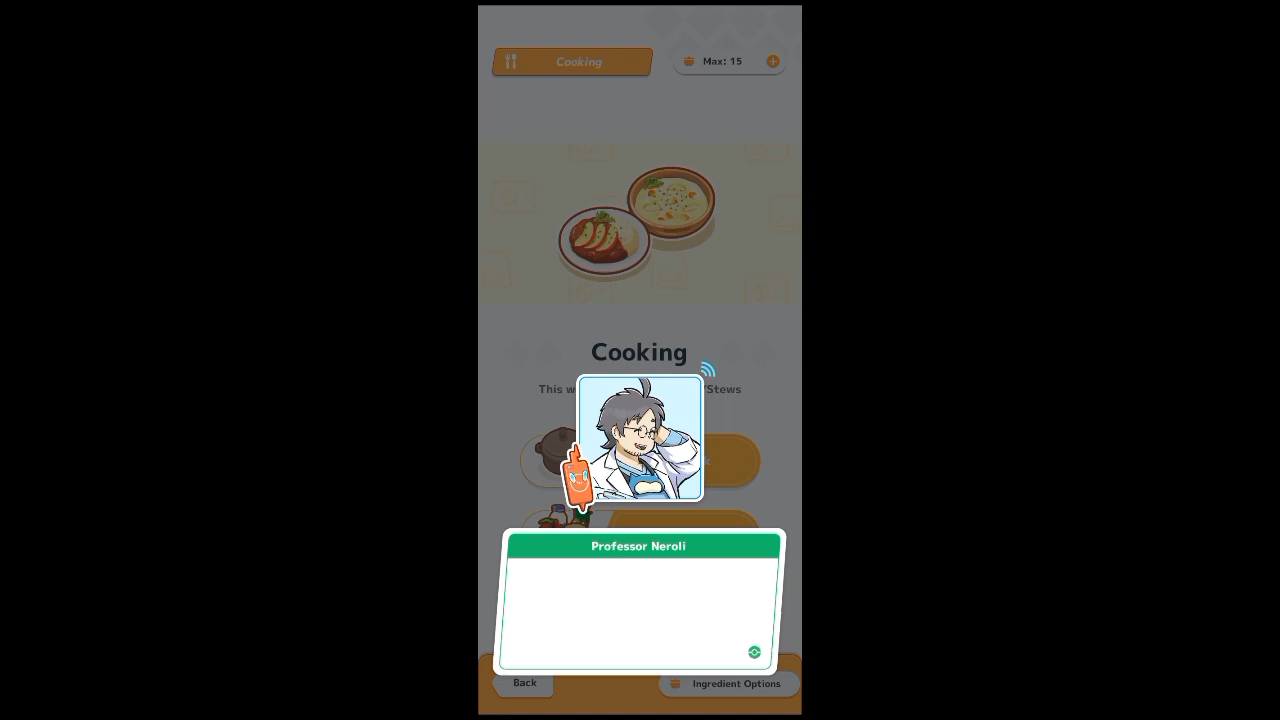 Cooking
Max: 15
Cooking
This w
/Stews
k
Professor Neroli
Back
Ingredient Options